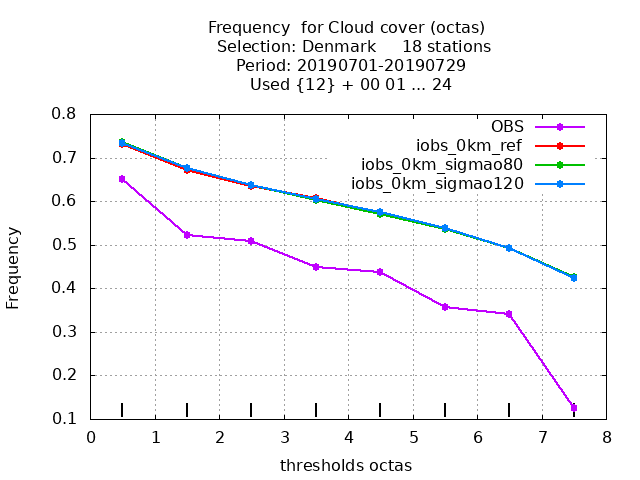 Frequency  for Cloud cover (octas)
Selection: Denmark     18 stations
Period: 20190701-20190729
Used {12} + 00 01 ... 24
OBS
iobs_0km_ref
iobs_0km_sigmao80
iobs_0km_sigmao120
Frequency
0.8
0.7
0.6
0.5
0.4
0.3
0.2
0.1
0 1 2 3 4 5 6 7 8
thresholds octas